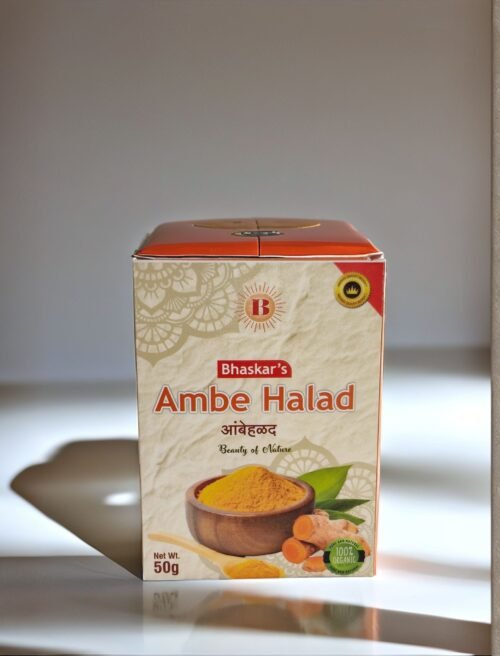 B
Bhaskar's
Ambe Halad
आंबेहळद
Beauty of Nature
Net Wt.
50g
100%
ORGANIC